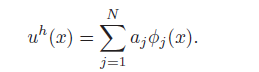 u^h(x) = \sum_{j=1}^{N} a_j \phi_j(x).